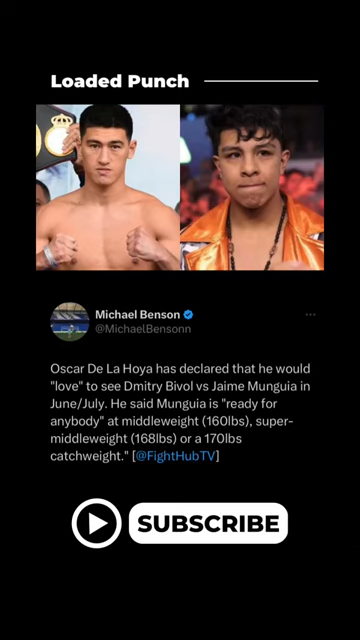 Loaded Punch
Michael Benson
@MichaelBensonn
Oscar De La Hoya has declared that he would
"love" to see Dmitry Bivol vs Jaime Munguia in
June/July. He said Munguia is "ready for
anybody" at middleweight (160lbs), super-
middleweight (168lbs) or a 170lbs
catchweight." [@FightHubTV]
SUBSCRIBE